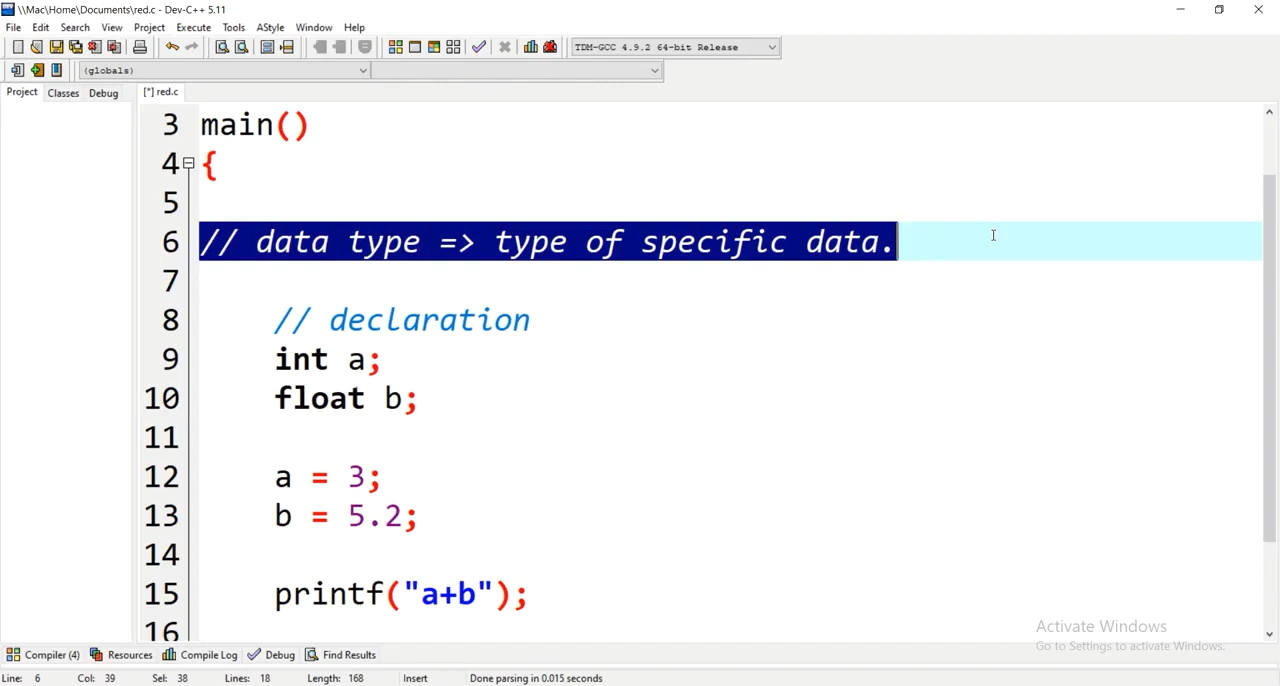 \\Mac\Home\Documents\red.c - Dev-C++ 5.11
File Edit Search View Project Execute Tools AStyle Window Help
TDM-GCC 4.9.2 64-bit Release
(globals)
Project Classes Debug [*] red.c
3 main()
4 {
5
6 // data type => type of specific data.
7
8 // declaration
9 int a;
10 float b;
11
12 a = 3;
13 b = 5.2;
14
15 printf("a+b");
16
Activate Windows
Go to Settings to activate Windows.
Compiler (4) Resources Compile Log Debug Find Results
Line: 6 Col: 39 Sel: 38 Lines: 18 Length: 168 Insert Done parsing in 0.015 seconds